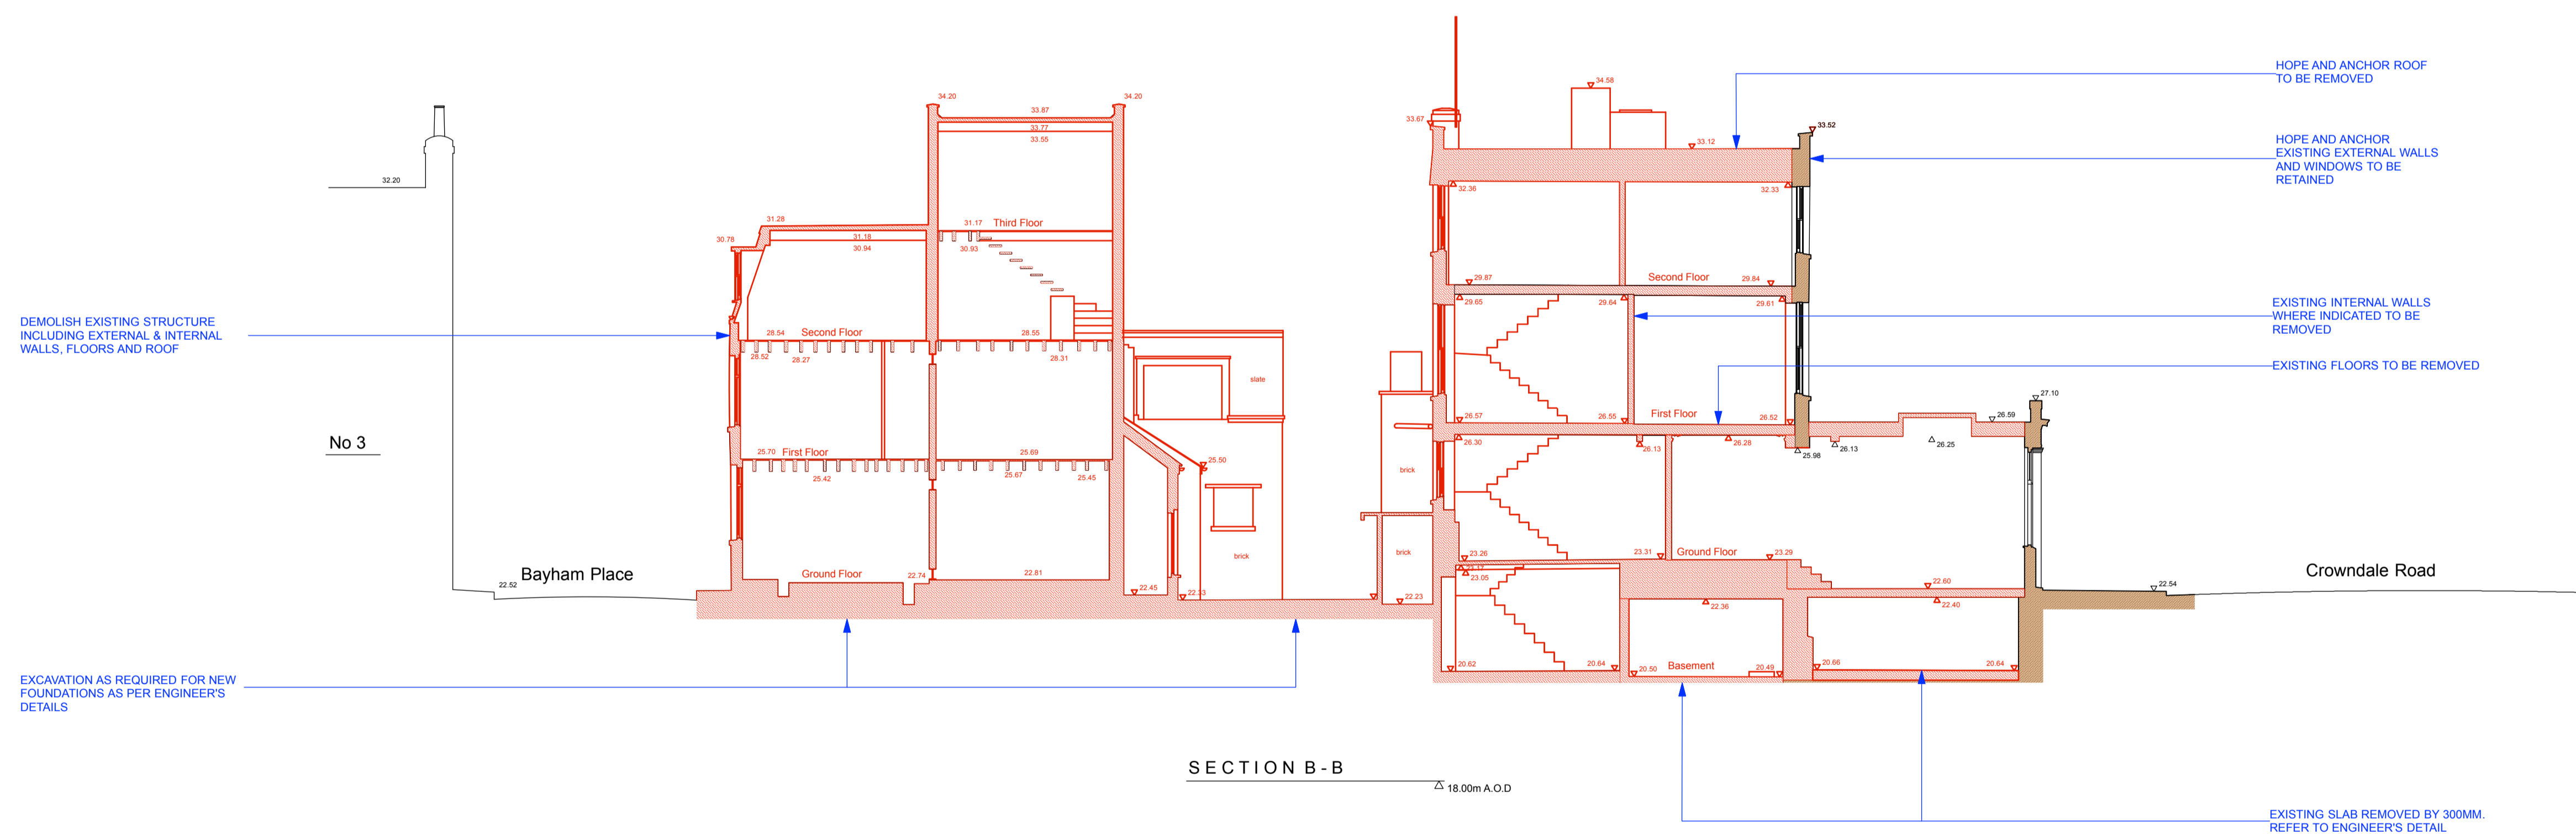 HOPE AND ANCHOR ROOF
TO BE REMOVED
34.58
34.20
34.20
33.87
33.77
33.55
33.67
33.52
33.12
HOPE AND ANCHOR
EXISTING EXTERNAL WALLS
AND WINDOWS TO BE
RETAINED
32.20
32.36
32.33
31.28
31.17
Third Floor
30.78
31.18
30.94
30.93
29.87
Second Floor
29.84
29.65
29.64
29.61
EXISTING INTERNAL WALLS
WHERE INDICATED TO BE
REMOVED
DEMOLISH EXISTING STRUCTURE
INCLUDING EXTERNAL & INTERNAL
WALLS, FLOORS AND ROOF
28.54
Second Floor
28.55
28.52
28.27
28.31
EXISTING FLOORS TO BE REMOVED
slate
27.10
26.57
26.55
First Floor
26.52
26.59
No 3
26.30
26.13
26.28
25.98
26.13
26.25
25.70
First Floor
25.69
25.50
25.42
25.67
25.45
brick
brick
brick
23.26
23.31
Ground Floor
23.29
23.17
23.05
Bayham Place
22.52
Ground Floor
22.74
22.81
22.45
22.33
22.23
22.36
22.60
22.40
22.54
Crowndale Road
20.62
20.64
20.50
Basement
20.49
20.66
20.64
EXCAVATION AS REQUIRED FOR NEW
FOUNDATIONS AS PER ENGINEER'S
DETAILS
SECTION B-B
18.00m A.O.D
EXISTING SLAB REMOVED BY 300MM.
REFER TO ENGINEER'S DETAIL